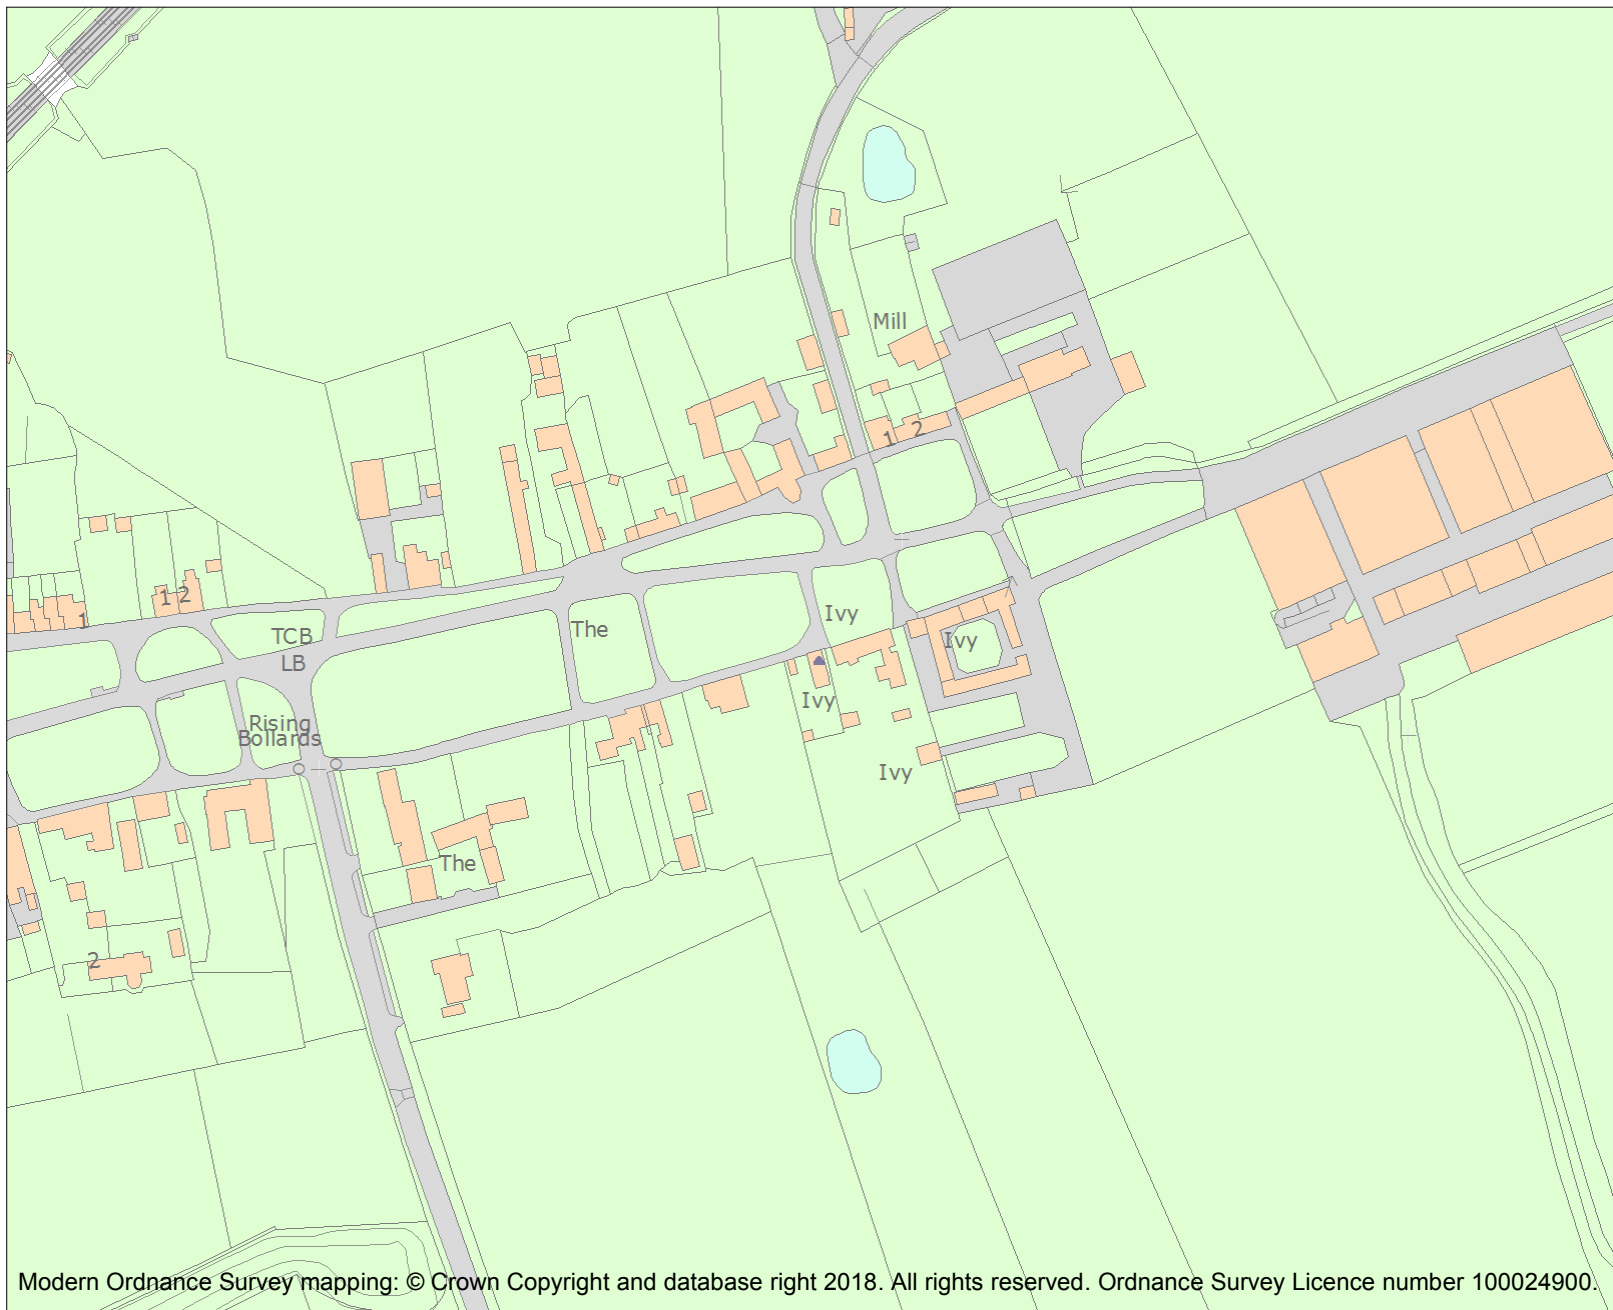 Mill
2
1
1 2
Ivy
1
The
TCB
Ivy
LB
Ivy
Rising
Bollards
Ivy
The
2
Modern Ordnance Survey mapping: © Crown Copyright and database right 2018. All rights reserved. Ordnance Survey Licence number 100024900.